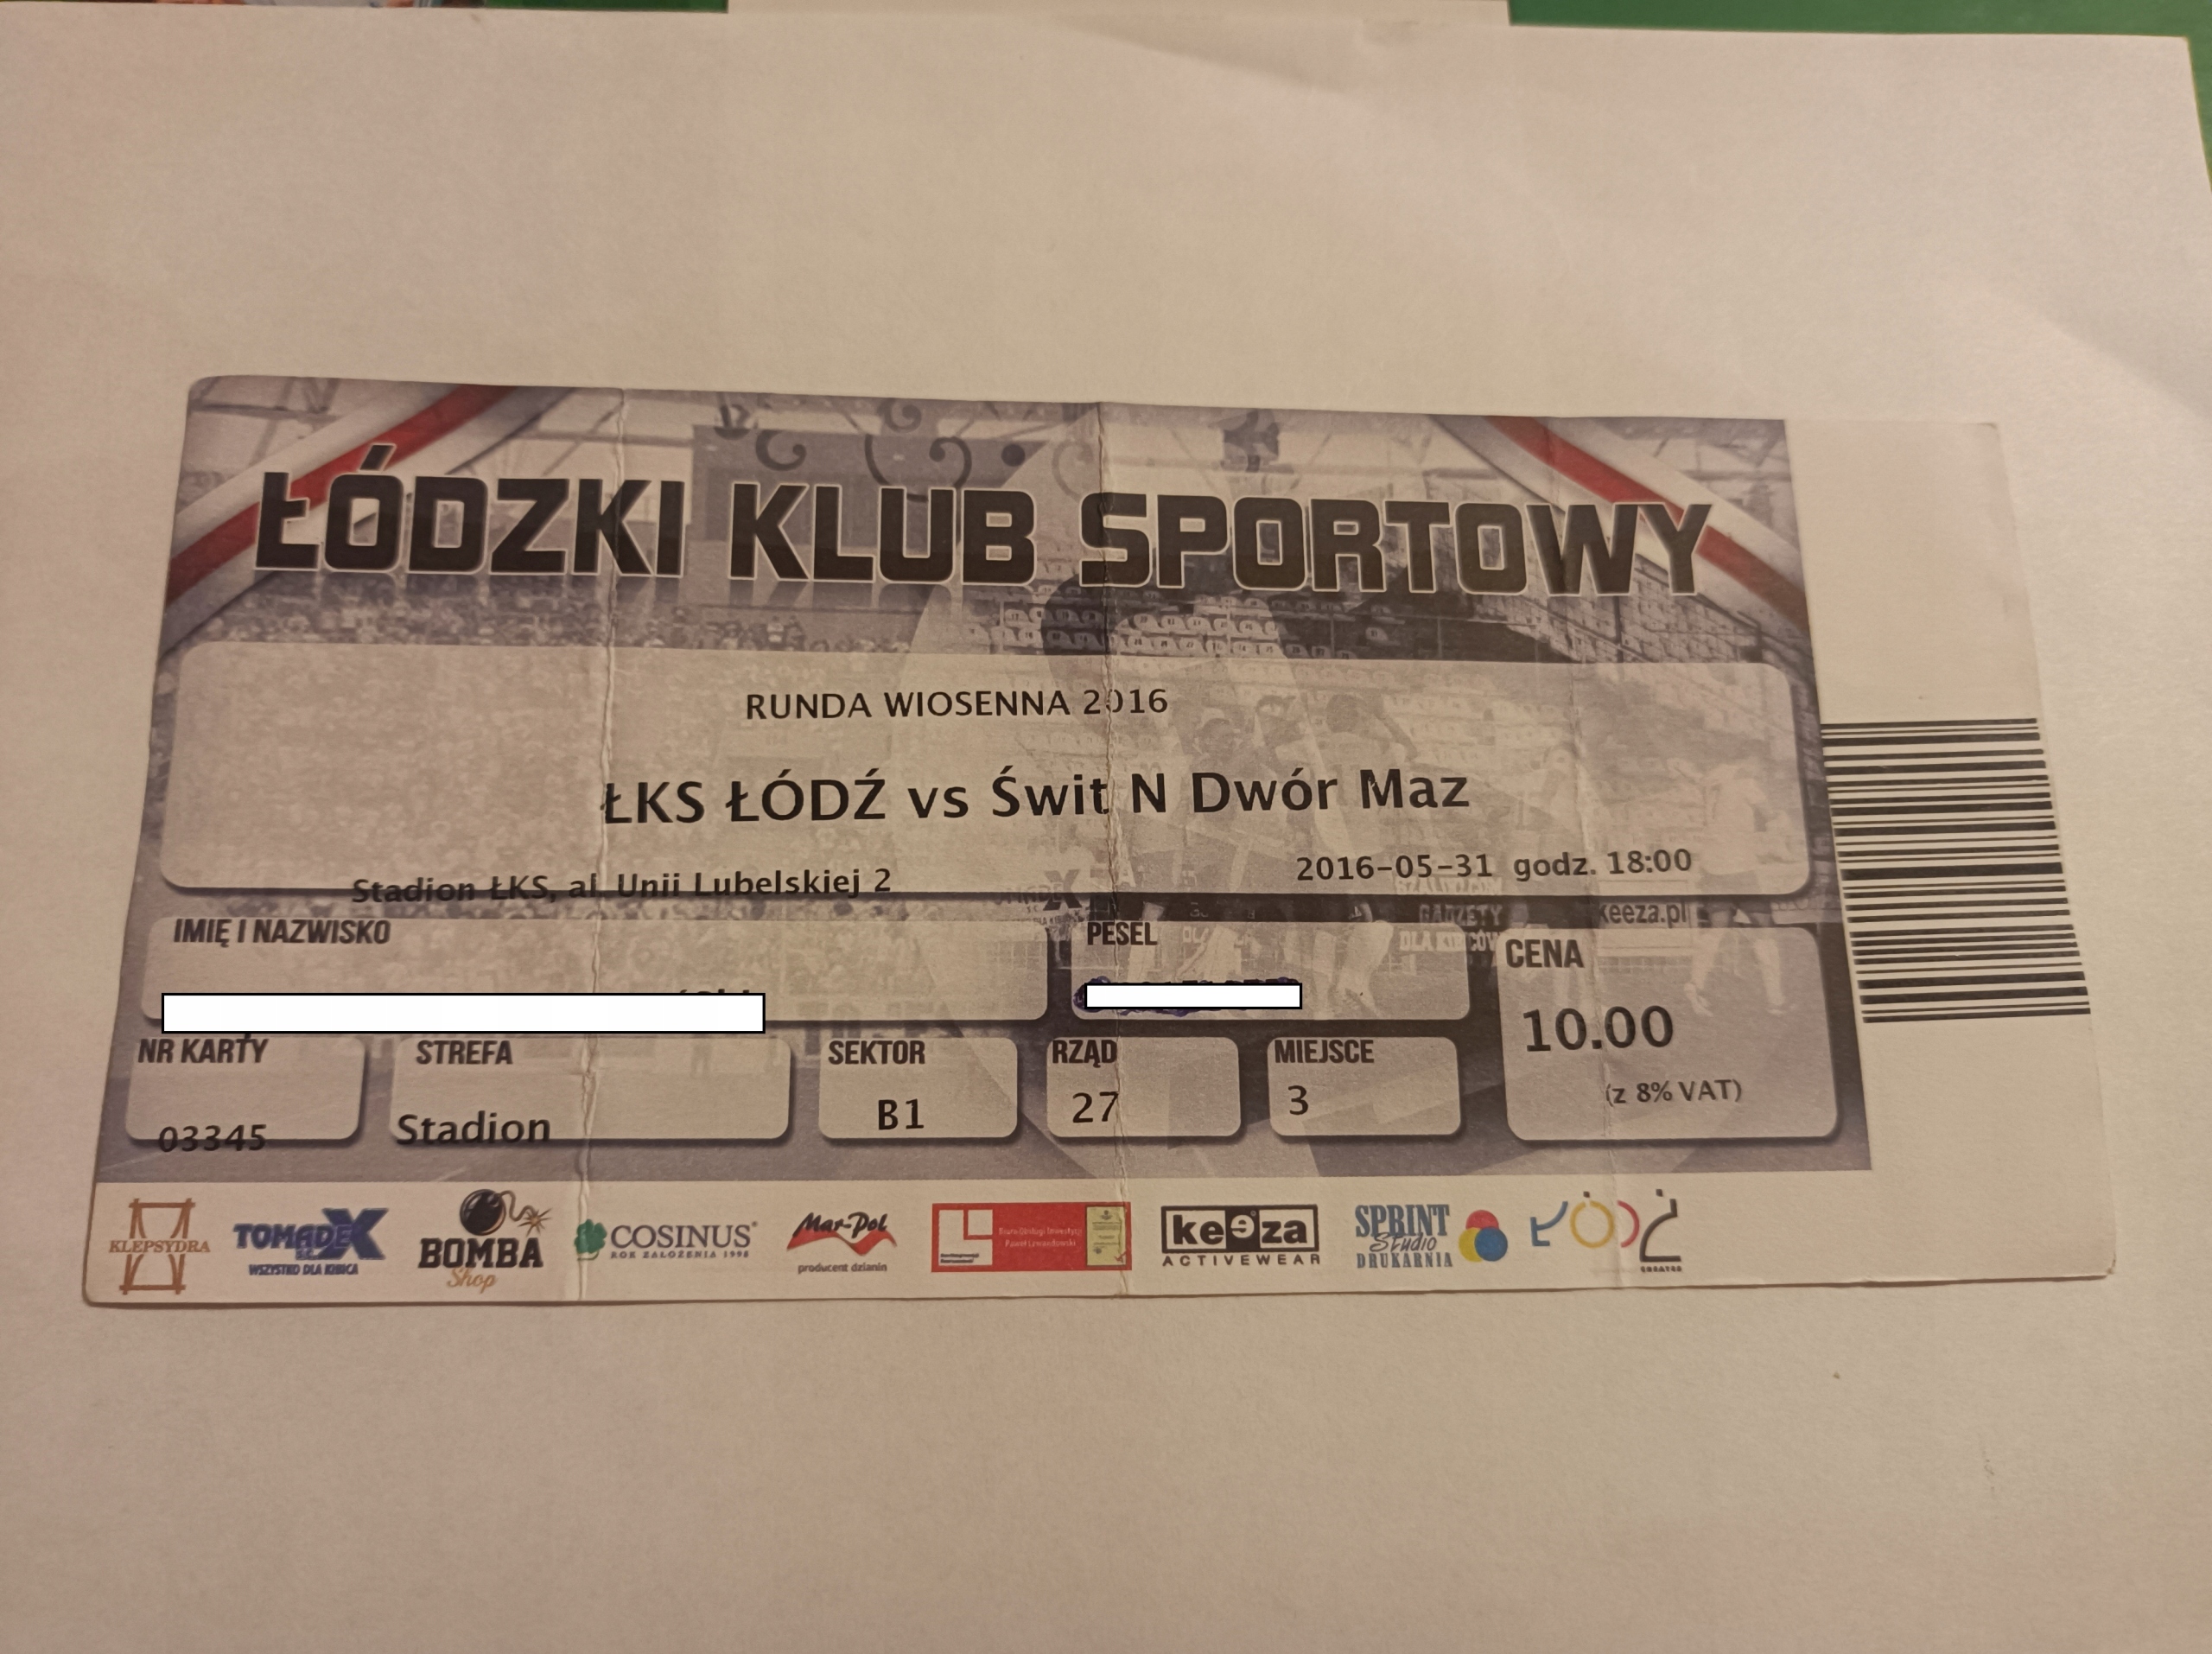 ŁÓDZKI KLUB SPORTOWY
RUNDA WIOSENNA 2016
ŁKS ŁÓDŹ vs Świt N Dwór Maz
Stadion ŁKS, al. Unii Lubelskiej 2
2016-05-31 godz. 18:00
keeza.pl
GADŻETY
IMIĘ I NAZWISKO
PESEL
CENA
10.00
(z 8% VAT)
NR KARTY
03345
STREFA
Stadion
SEKTOR
B1
RZĄD
27
MIEJSCE
3
KLEPSYDRA
TOMADEX
WSZYSTKO DLA KIBICA
BOMBA
Shop
COSINUS
ROK ZAŁOŻENIA 1998
Mar-Pol
producent dzianin
keeza
ACTIVEWEAR
SPRINT
Studio
DRUKARNIA
ŁÓDŹ